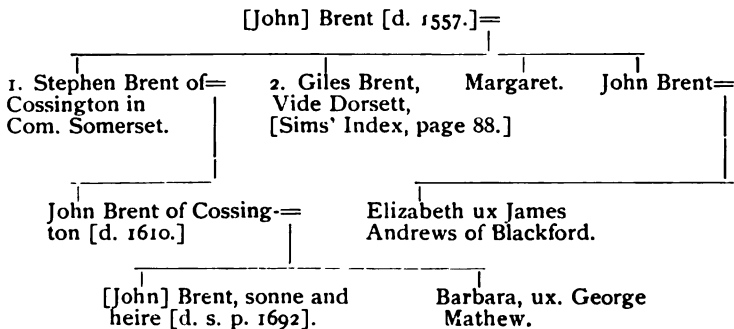 [John] Brent [d. 1557.]=
1. Stephen Brent of=
Cossington in
Com. Somerset.
2. Giles Brent,
Vide Dorsett,
[Sims' Index, page 88.]
Margaret.
John Brent=
John Brent of Cossing-=
ton [d. 1610.]
Elizabeth ux James
Andrews of Blackford.
[John] Brent, sonne and
heire [d. s. p. 1692].
Barbara, ux. George
Mathew.